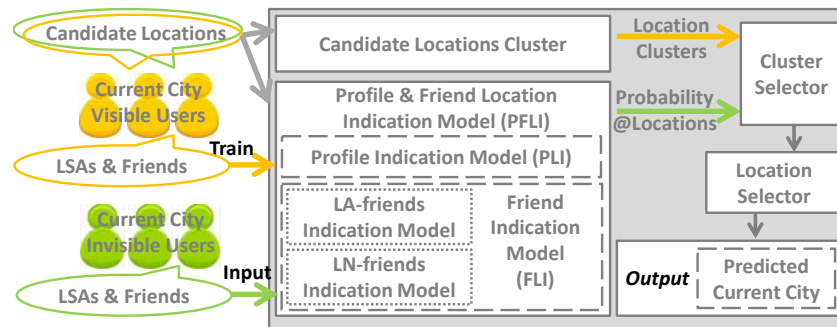 Candidate Locations
Current City
Visible Users
LSAs & Friends
Train
Current City
Invisible Users
LSAs & Friends
Input
Candidate Locations Cluster
Profile & Friend Location
Indication Model (PFLI)
Profile Indication Model (PLI)
LA-friends
Indication Model
LN-friends
Indication Model
Friend
Indication
Model
(FLI)
Location
Clusters
Probability
@Locations
Cluster
Selector
Location
Selector
Output
Predicted
Current City